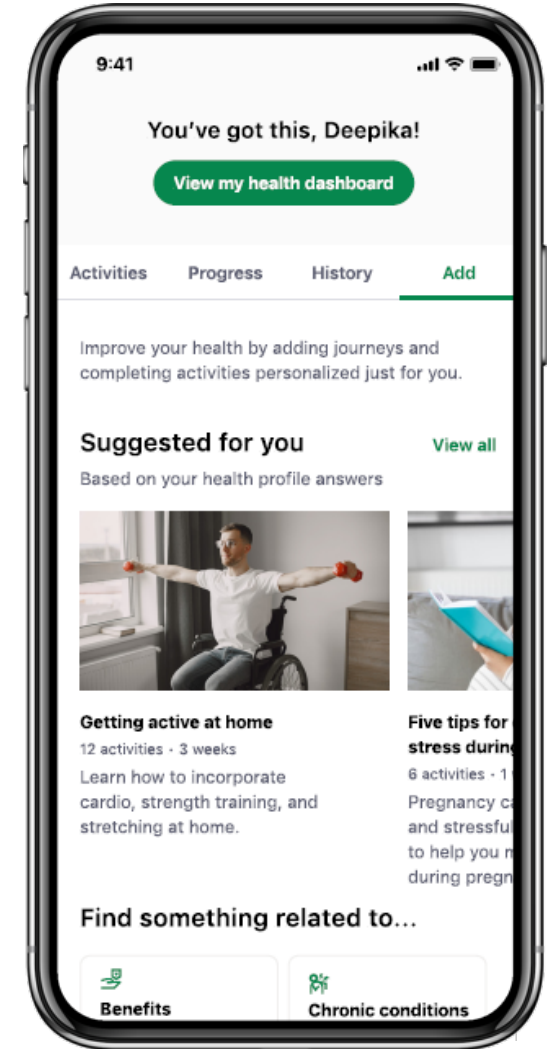 9:41
You've got this, Deepika!
View my health dashboard
Activities Progress History Add
Improve your health by adding journeys and
completing activities personalized just for you.
Suggested for you
View all
Based on your health profile answers
Getting active at home
12 activities · 3 weeks
Learn how to incorporate
cardio, strength training, and
stretching at home.
Five tips for
stress during
6 activities · 1
Pregnancy
and stressful
to help you
during
Find something related to...
Benefits
Chronic conditions